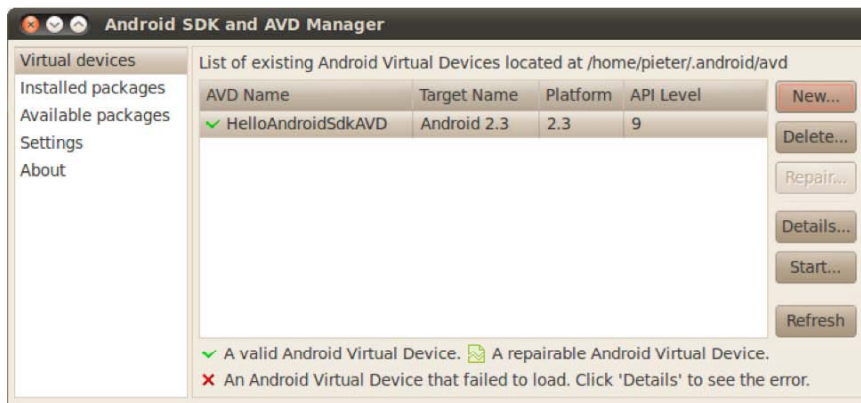 Android SDK and AVD Manager
Virtual devices
Installed packages
Available packages
Settings
About
List of existing Android Virtual Devices located at /home/pieter/.android/avd
AVD Name Target Name Platform API Level
HelloAndroidSdkAVD Android 2.3 2.3 9
New...
Delete...
Repair...
Details...
Start...
Refresh
A valid Android Virtual Device. A repairable Android Virtual Device.
An Android Virtual Device that failed to load. Click 'Details' to see the error.